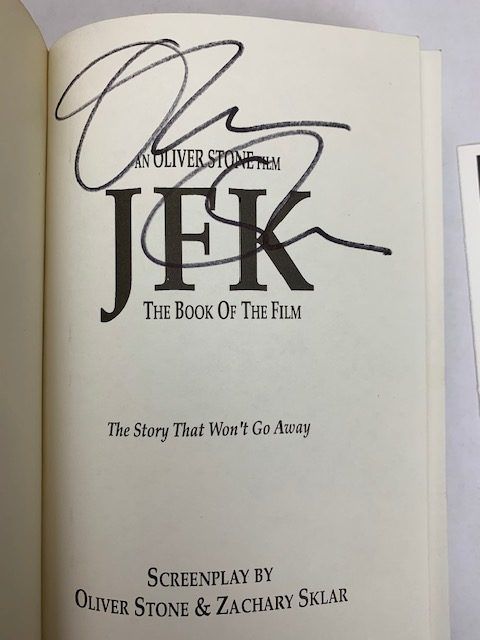 AN OLIVER STONE FILM
JFK
THE BOOK OF THE FILM
The Story That Won't Go Away
SCREENPLAY BY
OLIVER STONE & ZACHARY SKLAR